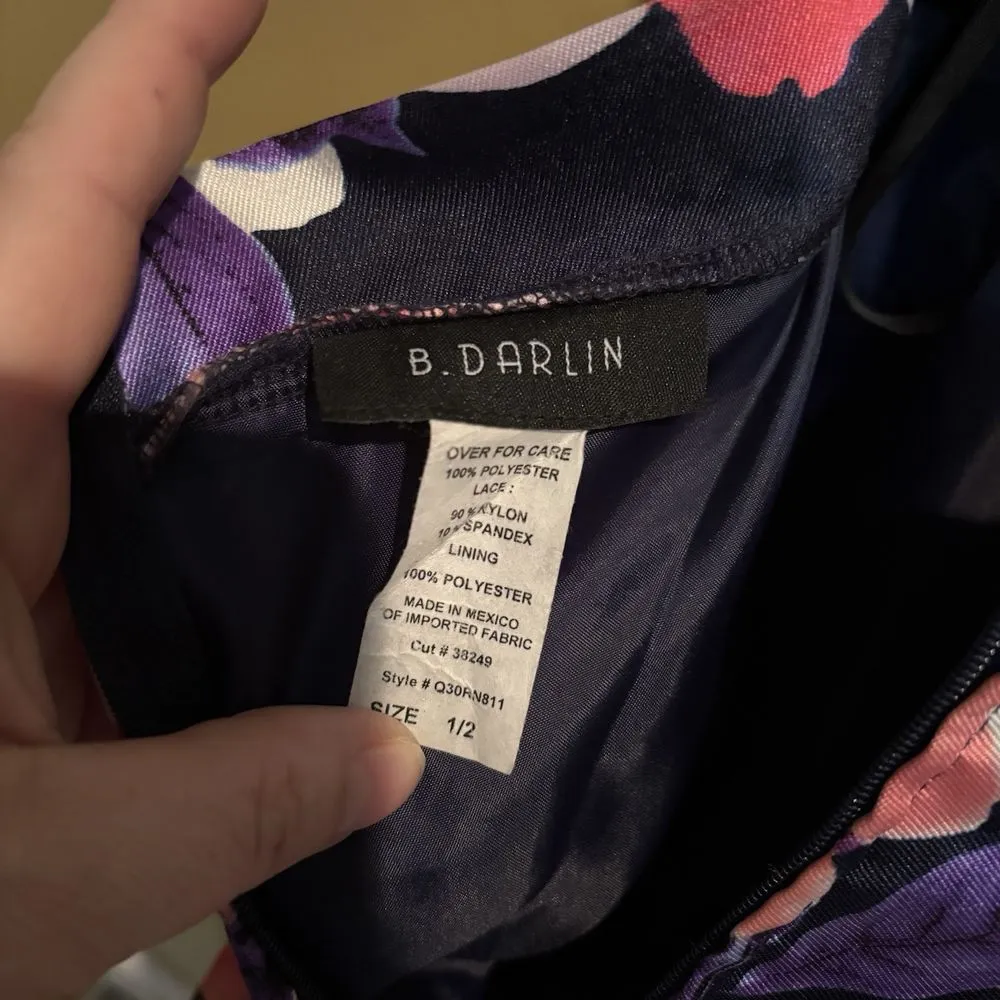 B. DARLIN
OVER FOR CARE
100% POLYESTER
LACE :
90% NYLON
10% SPANDEX
LINING
100% POLYESTER
MADE IN MEXICO
OF IMPORTED FABRIC
Cut # 38249
Style # Q30RN811
SIZE 1/2